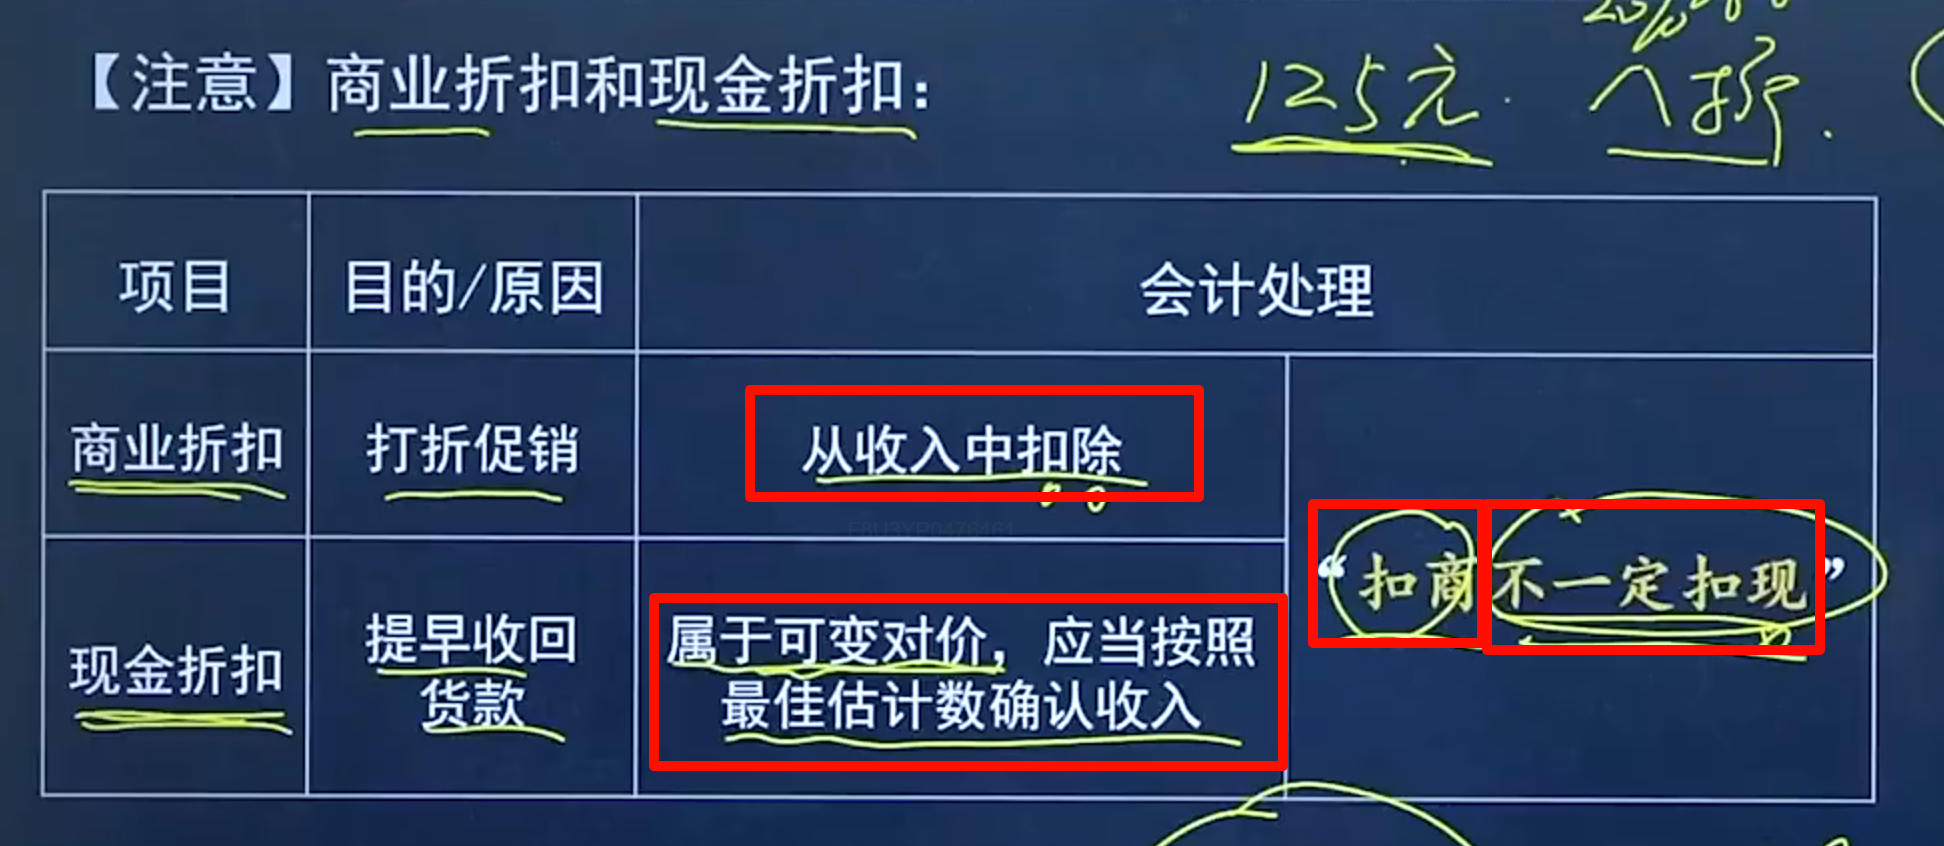 【注意】商业折扣和现金折扣：
125元 八折
项目 目的/原因 会计处理
商业折扣 打折促销 从收入中扣除
“扣商不一定扣现”
现金折扣 提早收回
货款
属于可变对价，应当按照
最佳估计数确认收入